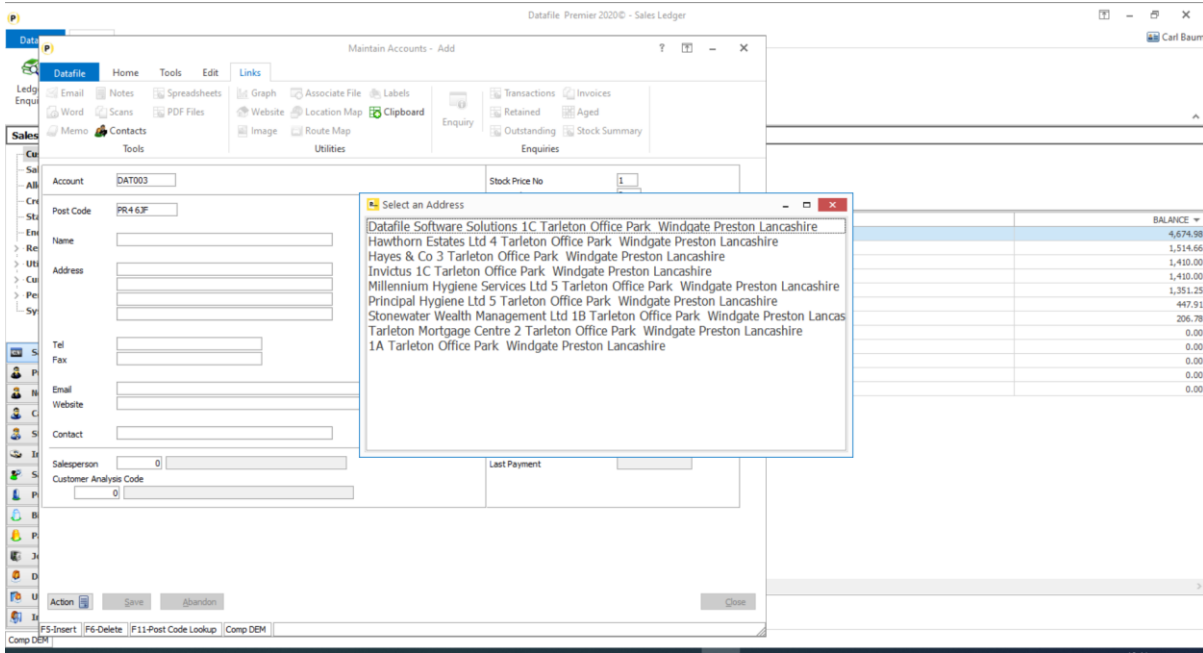 Datafile Premier 2020© - Sales Ledger
Carl Baum
Maintain Accounts - Add
Datafile Home Tools Edit Links
Email Notes Spreadsheets Graph Associate File Labels Transactions Invoices
Word Scans PDF Files Website Location Map Clipboard Enquiry Retained Aged
Memo Contacts Image Route Map Outstanding Stock Summary
Tools Utilities Enquiries
Account DAT003 Stock Price No 1
Post Code PR4 6JF
Name
Address
Tel
Fax
Email
Website
Contact
Salesperson 0
Customer Analysis Code
0
Last Payment
Select an Address
Datafile Software Solutions 1C Tarleton Office Park Windgate Preston Lancashire
Hawthorn Estates Ltd 4 Tarleton Office Park Windgate Preston Lancashire
Hayes & Co 3 Tarleton Office Park Windgate Preston Lancashire
Invictus 1C Tarleton Office Park Windgate Preston Lancashire
Millennium Hygiene Services Ltd 5 Tarleton Office Park Windgate Preston Lancashire
Principal Hygiene Ltd 5 Tarleton Office Park Windgate Preston Lancashire
Stonewater Wealth Management Ltd 1B Tarleton Office Park Windgate Preston Lancas
Tarleton Mortgage Centre 2 Tarleton Office Park Windgate Preston Lancashire
1A Tarleton Office Park Windgate Preston Lancashire
BALANCE
4,674.98
1,514.66
1,410.00
1,410.00
1,351.25
447.91
206.78
0.00
0.00
0.00
0.00
0.00
Action Save Abandon Close
F5-Insert F6-Delete F11-Post Code Lookup Comp DEM
Comp DEM